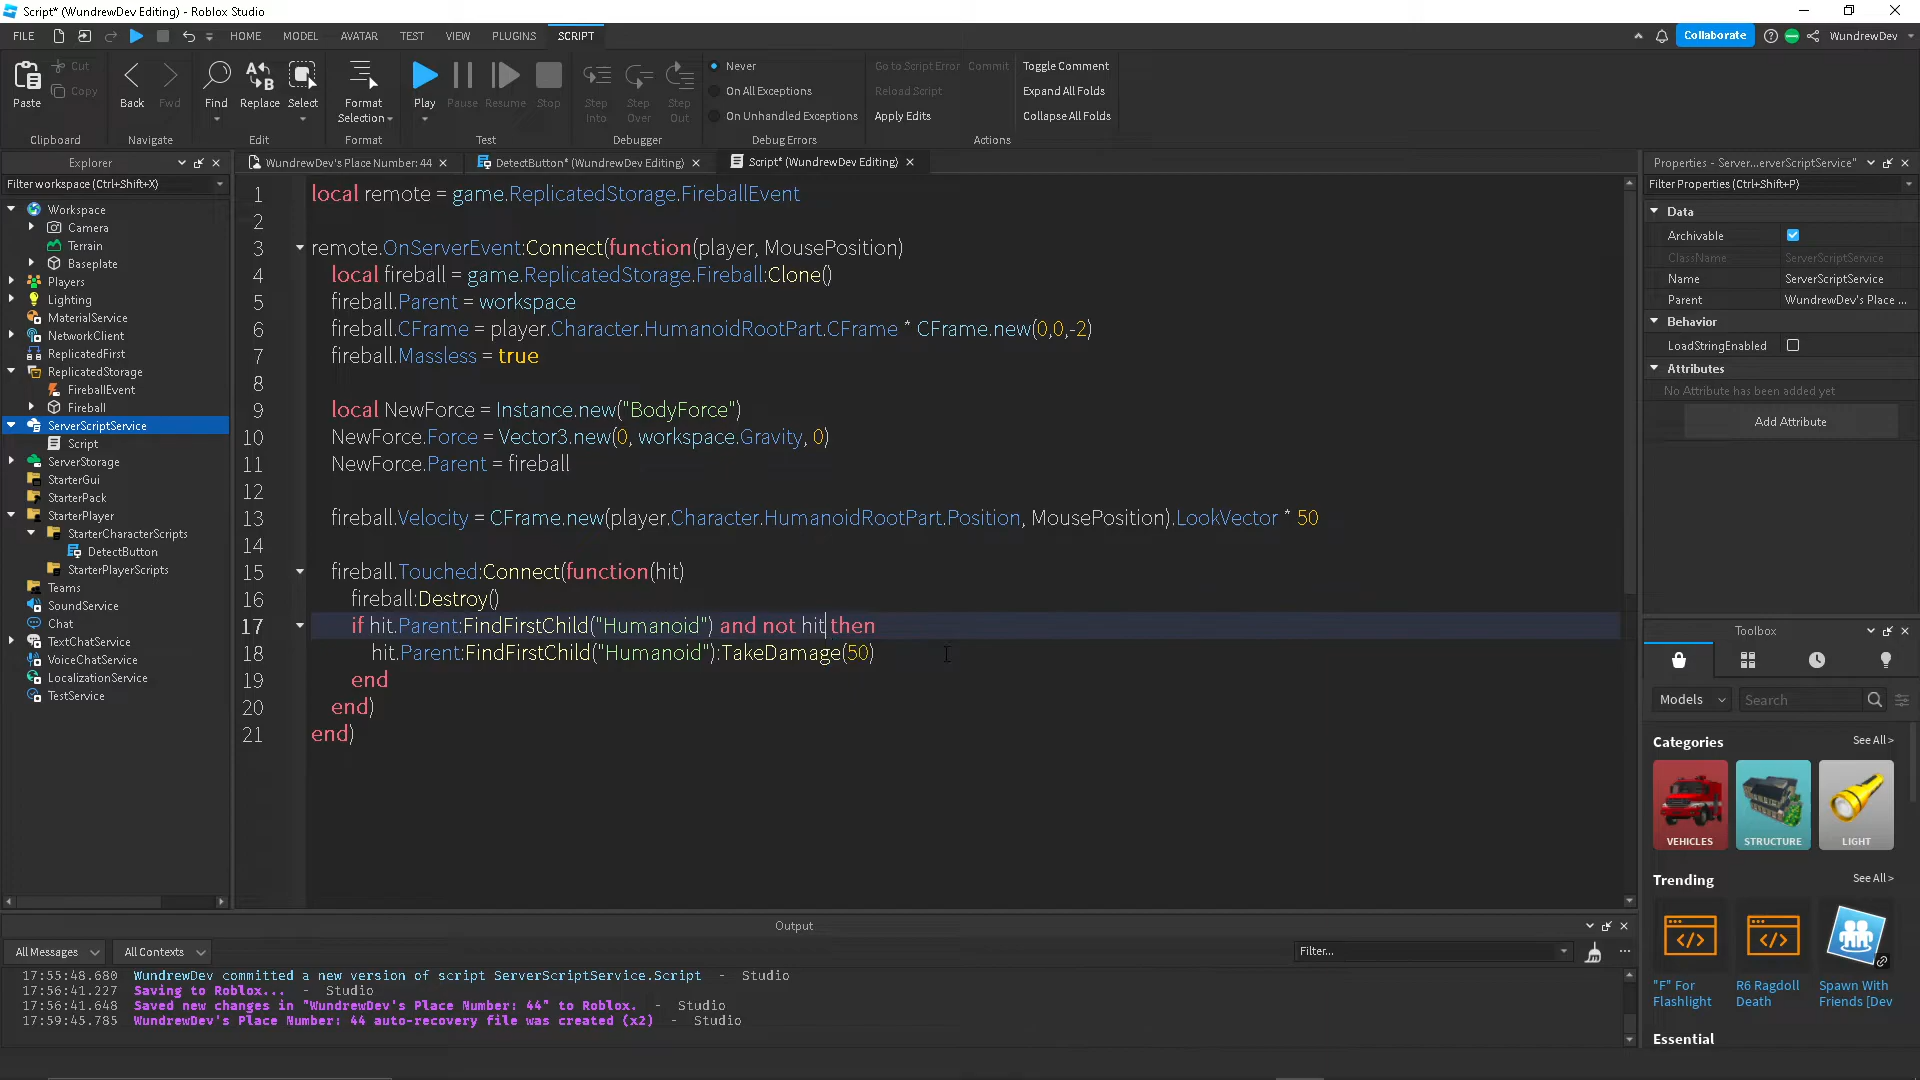 Script* (WundrewDev Editing) - Roblox Studio
FILE HOME MODEL AVATAR TEST VIEW PLUGINS SCRIPT Collaborate WundrewDev
Paste Cut Copy
Back Fwd
Find Replace Select
Format Selection
Play Pause Resume Stop
Step Into Step Over Step Out
Never
On All Exceptions
On Unhandled Exceptions
Go to Script Error Commit
Reload Script
Apply Edits
Toggle Comment
Expand All Folds
Collapse All Folds
Clipboard Navigate Edit Format Test Debugger Debug Errors Actions
Explorer
Filter workspace (Ctrl+Shift+X)
Workspace
Camera
Terrain
Baseplate
Players
Lighting
MaterialService
NetworkClient
ReplicatedFirst
ReplicatedStorage
FireballEvent
Fireball
ServerScriptService
Script
ServerStorage
StarterGui
StarterPack
StarterPlayer
StarterCharacterScripts
DetectButton
StarterPlayerScripts
Teams
SoundService
Chat
TextChatService
VoiceChatService
LocalizationService
TestService
WundrewDev's Place Number: 44 DetectButton* (WundrewDev Editing) Script* (WundrewDev Editing)
1 local remote = game.ReplicatedStorage.FireballEvent
2
3 remote.OnServerEvent:Connect(function(player, MousePosition)
4 local fireball = game.ReplicatedStorage.Fireball:Clone()
5 fireball.Parent = workspace
6 fireball.CFrame = player.Character.HumanoidRootPart.CFrame * CFrame.new(0,0,-2)
7 fireball.Massless = true
8
9 local NewForce = Instance.new("BodyForce")
10 NewForce.Force = Vector3.new(0, workspace.Gravity, 0)
11 NewForce.Parent = fireball
12
13 fireball.Velocity = CFrame.new(player.Character.HumanoidRootPart.Position, MousePosition).LookVector * 50
14
15 fireball.Touched:Connect(function(hit)
16 fireball:Destroy()
17 if hit.Parent:FindFirstChild("Humanoid") and not hit then
18 hit.Parent:FindFirstChild("Humanoid"):TakeDamage(50)
19 end
20 end)
21 end)
Output
All Messages All Contexts Filter...
17:55:48.680 WundrewDev committed a new version of script ServerScriptService.Script - Studio
17:56:41.227 Saving to Roblox... - Studio
17:56:41.648 Saved new changes in "WundrewDev's Place Number: 44" to Roblox. - Studio
17:59:45.785 WundrewDev's Place Number: 44 auto-recovery file was created (x2) - Studio
Properties - Server...erverScriptService"
Filter Properties (Ctrl+Shift+P)
Data
Archivable
ClassName ServerScriptService
Name ServerScriptService
Parent WundrewDev's Place ...
Behavior
LoadStringEnabled
Attributes
No Attribute has been added yet
Add Attribute
Toolbox
Models Search
Categories See All >
VEHICLES STRUCTURE LIGHT
Trending See All >
"F" For Flashlight
R6 Ragdoll Death
Spawn With Friends [Dev
Essential